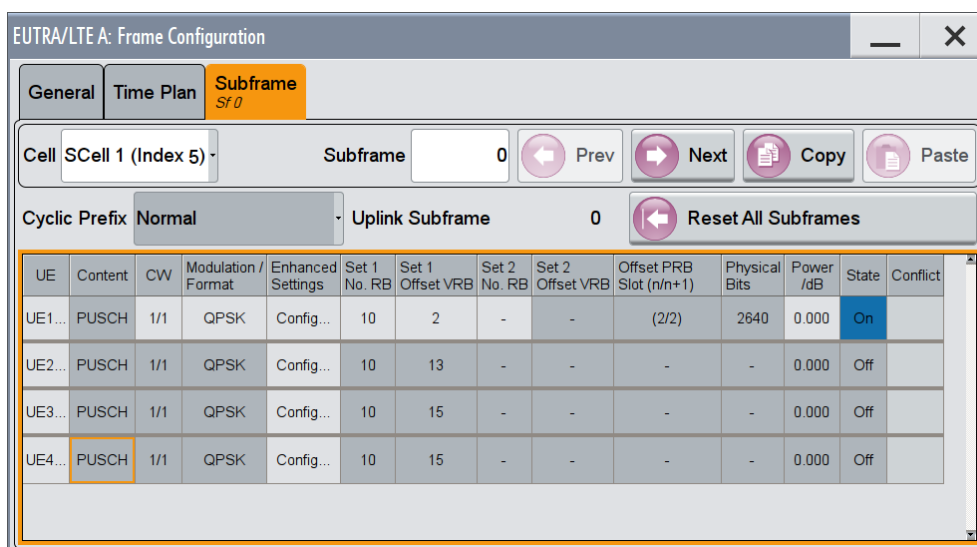 EUTRA/LTE A: Frame Configuration
General Time Plan Subframe
Sf 0
Cell SCell 1 (Index 5) Subframe 0 Prev Next Copy Paste
Cyclic Prefix Normal Uplink Subframe 0 Reset All Subframes
UE Content CW Modulation / Format Enhanced Settings Set 1 No. RB Set 1 Offset VRB Set 2 No. RB Set 2 Offset VRB Offset PRB Slot (n/n+1) Physical Bits Power /dB State Conflict
UE1... PUSCH 1/1 QPSK Config... 10 2 - - (2/2) 2640 0.000 On
UE2... PUSCH 1/1 QPSK Config... 10 13 - - - - 0.000 Off
UE3... PUSCH 1/1 QPSK Config... 10 15 - - - - 0.000 Off
UE4... PUSCH 1/1 QPSK Config... 10 15 - - - - 0.000 Off